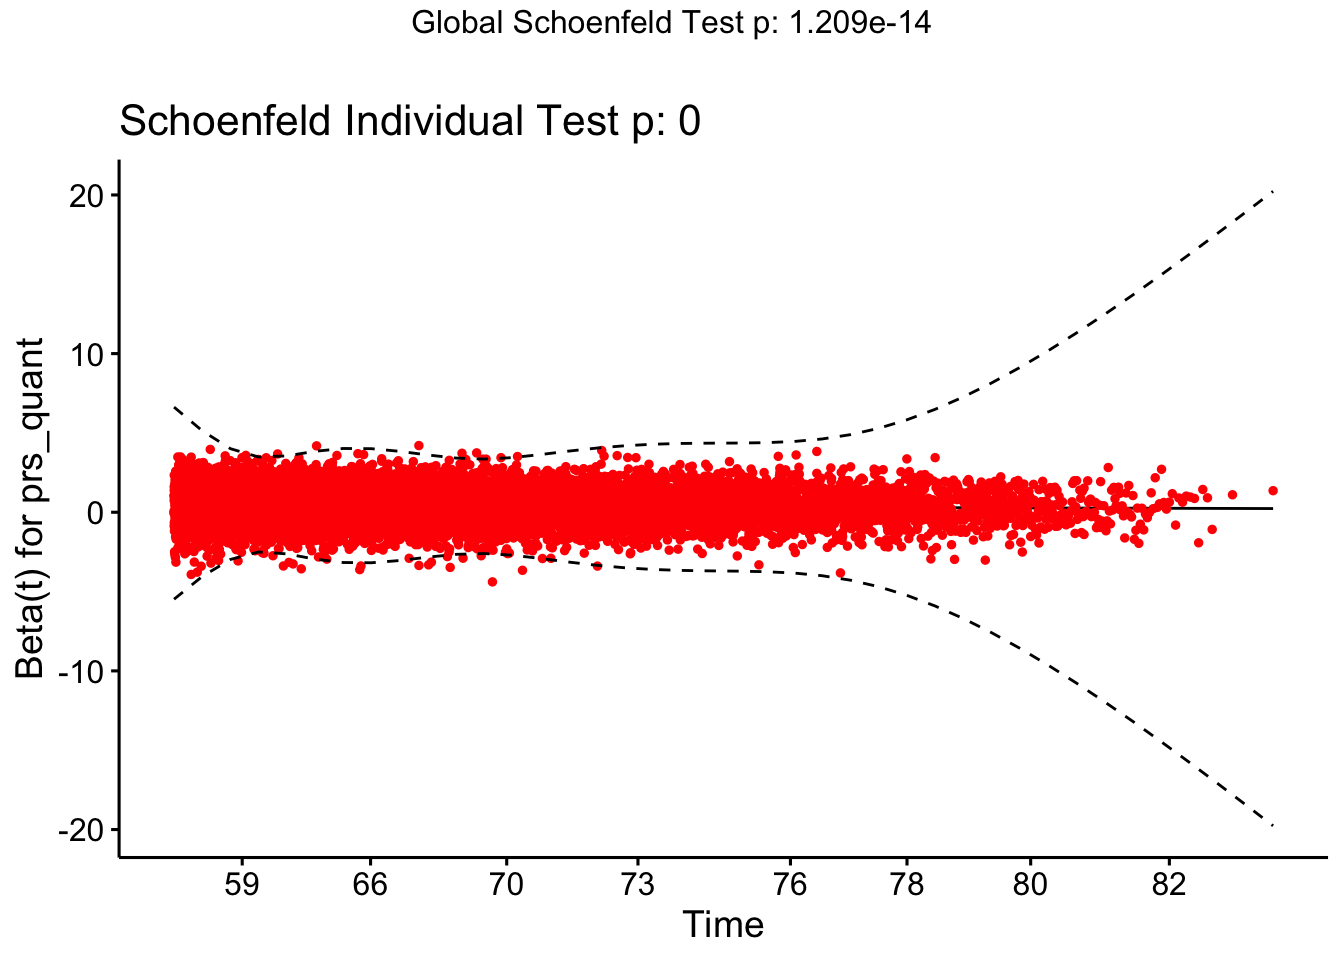 Global Schoenfeld Test p: 1.209e-14
Schoenfeld Individual Test p: 0
Beta(t) for prs_quant
20
10
0
-10
-20
59 66 70 73 76 78 80 82
Time